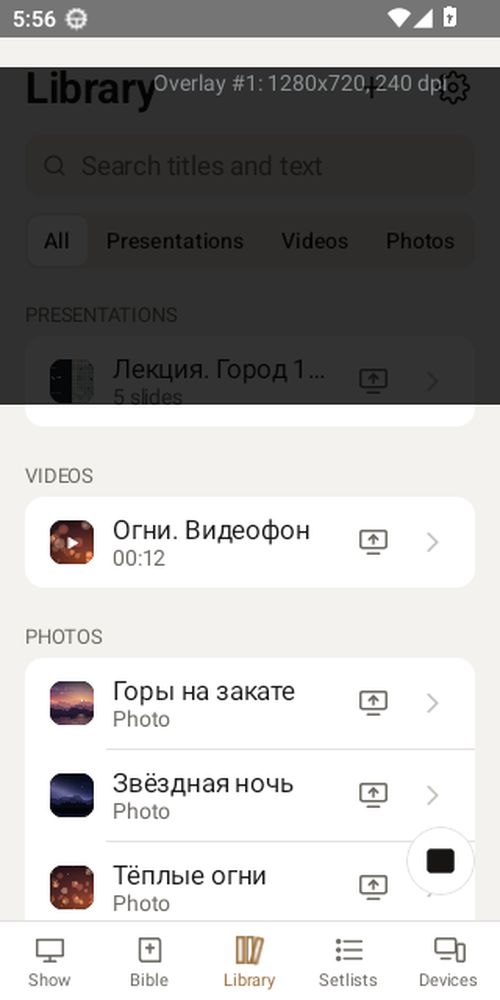 5:56
Library
Overlay #1: 1280x720, 240 dpi
Search titles and text
All Presentations Videos Photos
PRESENTATIONS
Лекция. Город 1...
5 slides
VIDEOS
Огни. Видеофон
00:12
PHOTOS
Горы на закате
Photo
Звёздная ночь
Photo
Тёплые огни
Photo
Show Bible Library Setlists Devices